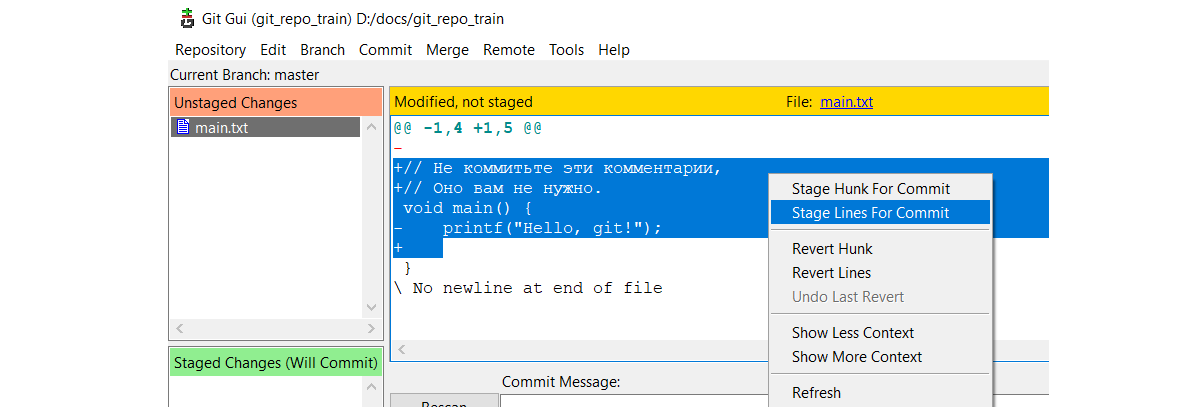 Git Gui (git_repo_train) D:/docs/git_repo_train
Repository Edit Branch Commit Merge Remote Tools Help
Current Branch: master
Unstaged Changes
main.txt
Modified, not staged File: main.txt
@@ -1,4 +1,5 @@
-
+// Не коммитьте эти комментарии,
+// Оно вам не нужно.
void main() {
- printf("Hello, git!");
+
}
\ No newline at end of file
Stage Hunk For Commit
Stage Lines For Commit
Revert Hunk
Revert Lines
Undo Last Revert
Show Less Context
Show More Context
Refresh
Staged Changes (Will Commit)
Commit Message:
Rescan